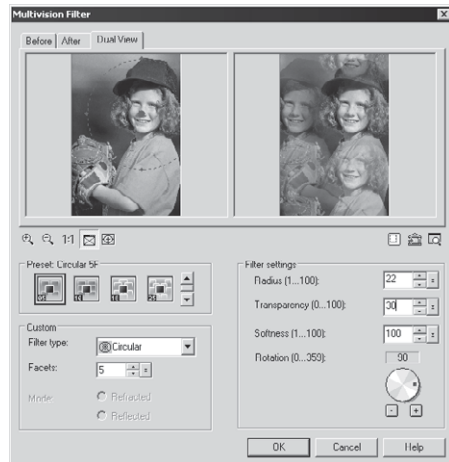 Multivision Filter
Before After Dual View
1:1
Preset: Circular 5F
Custom
Filter type: Circular
Facets: 5
Mode: Refracted
Reflected
Filter settings
Radius (1...100): 22
Transparency (0...100): 30
Softness (1...100): 100
Rotation (0...359): 90
OK Cancel Help